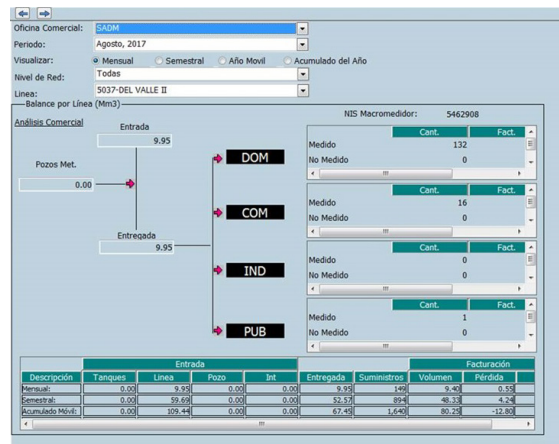 Oficina Comercial: SADM
Periodo: Agosto, 2017
Visualizar: Mensual Semestral Año Movil Acumulado del Año
Nivel de Red: Todas
Linea: 5037-DEL VALLE II
Balance por Línea (Mm3)
NIS Macromedidor: 5462908
Análisis Comercial
Entrada
9.95
Pozos Met.
0.00
Entregada
9.95
DOM
Cant. Fact.
Medido 132
No Medido 0
COM
Cant. Fact.
Medido 16
No Medido 0
IND
Cant. Fact.
Medido 0
No Medido 0
PUB
Cant. Fact.
Medido 1
No Medido 0
Entrada Facturación
Descripción Tanques Linea Pozo Int Entregada Suministros Volumen Pérdida
Mensual: 0.00 9.95 0.00 0.00 9.95 149 9.40 0.55
Semestral: 0.00 59.69 0.00 0.00 52.57 894 48.33 4.24
Acumulado Móvil: 0.00 109.44 0.00 0.00 67.45 1,640 80.25 -12.80